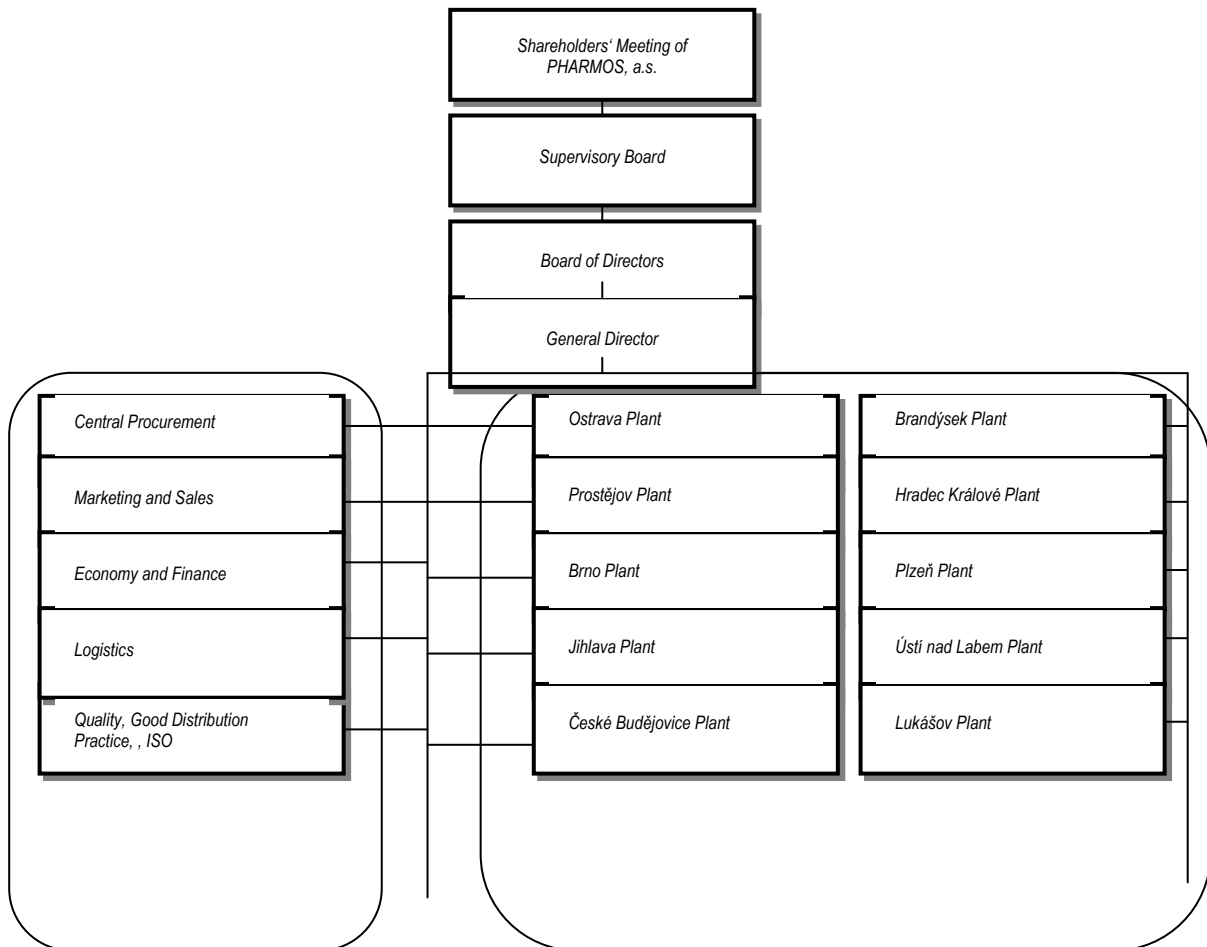 Shareholders‘ Meeting of
PHARMOS, a.s.
Supervisory Board
Board of Directors
General Director
Central Procurement
Marketing and Sales
Economy and Finance
Logistics
Quality, Good Distribution
Practice, , ISO
Ostrava Plant
Prostějov Plant
Brno Plant
Jihlava Plant
České Budějovice Plant
Brandýsek Plant
Hradec Králové Plant
Plzeň Plant
Ústí nad Labem Plant
Lukášov Plant